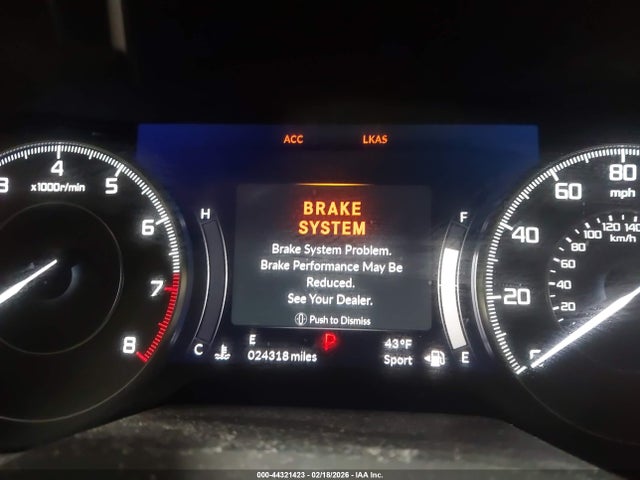 ACC LKAS
3 4 5 6 7 8
x1000r/min
H
C
BRAKE
SYSTEM
Brake System Problem.
Brake Performance May Be
Reduced.
See Your Dealer.
Push to Dismiss
E
024318 miles
P
43°F
Sport
F
E
20 40 60 80
mph
20 40 60 80 100 120 140
km/h
000-44321423 | 02/18/2026 | IAA Inc.